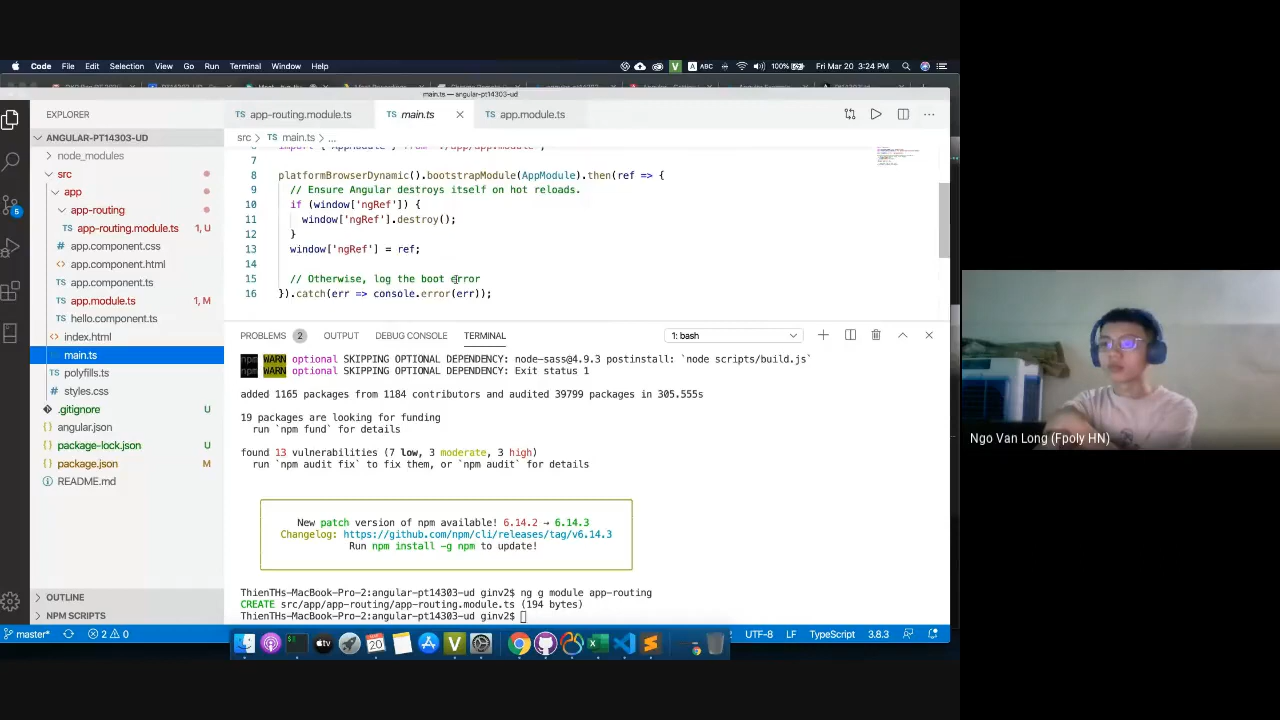 Code File Edit Selection View Go Run Terminal Window Help
ABC 100% Fri Mar 20 3:24 PM
main.ts — angular-pt14303-ud
EXPLORER
ANGULAR-PT14303-UD
node_modules
src
app
app-routing
app-routing.module.ts 1, U
app.component.css
app.component.html
app.component.ts
app.module.ts 1
hello.component.ts
index.html
main.ts
polyfills.ts
styles.css
.gitignore U
angular.json
package-lock.json U
package.json M
README.md
OUTLINE
NPM SCRIPTS
TS app-routing.module.ts
TS main.ts
TS app.module.ts
src TS main.ts ...
7
8 platformBrowserDynamic().bootstrapModule(AppModule).then(ref => {
9 // Ensure Angular destroys itself on hot reloads.
10 if (window['ngRef']) {
11 window['ngRef'].destroy();
12 }
13 window['ngRef'] = ref;
14
15 // Otherwise, log the boot error
16 }).catch(err => console.error(err));
PROBLEMS 2 OUTPUT DEBUG CONSOLE TERMINAL 1: bash
npm WARN optional SKIPPING OPTIONAL DEPENDENCY: node-sass@4.9.3 postinstall: `node scripts/build.js`
npm WARN optional SKIPPING OPTIONAL DEPENDENCY: Exit status 1
added 1165 packages from 1184 contributors and audited 39799 packages in 305.555s
19 packages are looking for funding
run `npm fund` for details
found 13 vulnerabilities (7 low, 3 moderate, 3 high)
run `npm audit fix` to fix them, or `npm audit` for details
New patch version of npm available! 6.14.2 → 6.14.3
Changelog: https://github.com/npm/cli/releases/tag/v6.14.3
Run npm install -g npm to update!
ThienTHs-MacBook-Pro-2:angular-pt14303-ud ginv2$ ng g module app-routing
CREATE src/app/app-routing/app-routing.module.ts (194 bytes)
ThienTHs-MacBook-Pro-2:angular-pt14303-ud ginv2$
master* 2 0 UTF-8 LF TypeScript 3.8.3
Ngo Van Long (Fpoly HN)